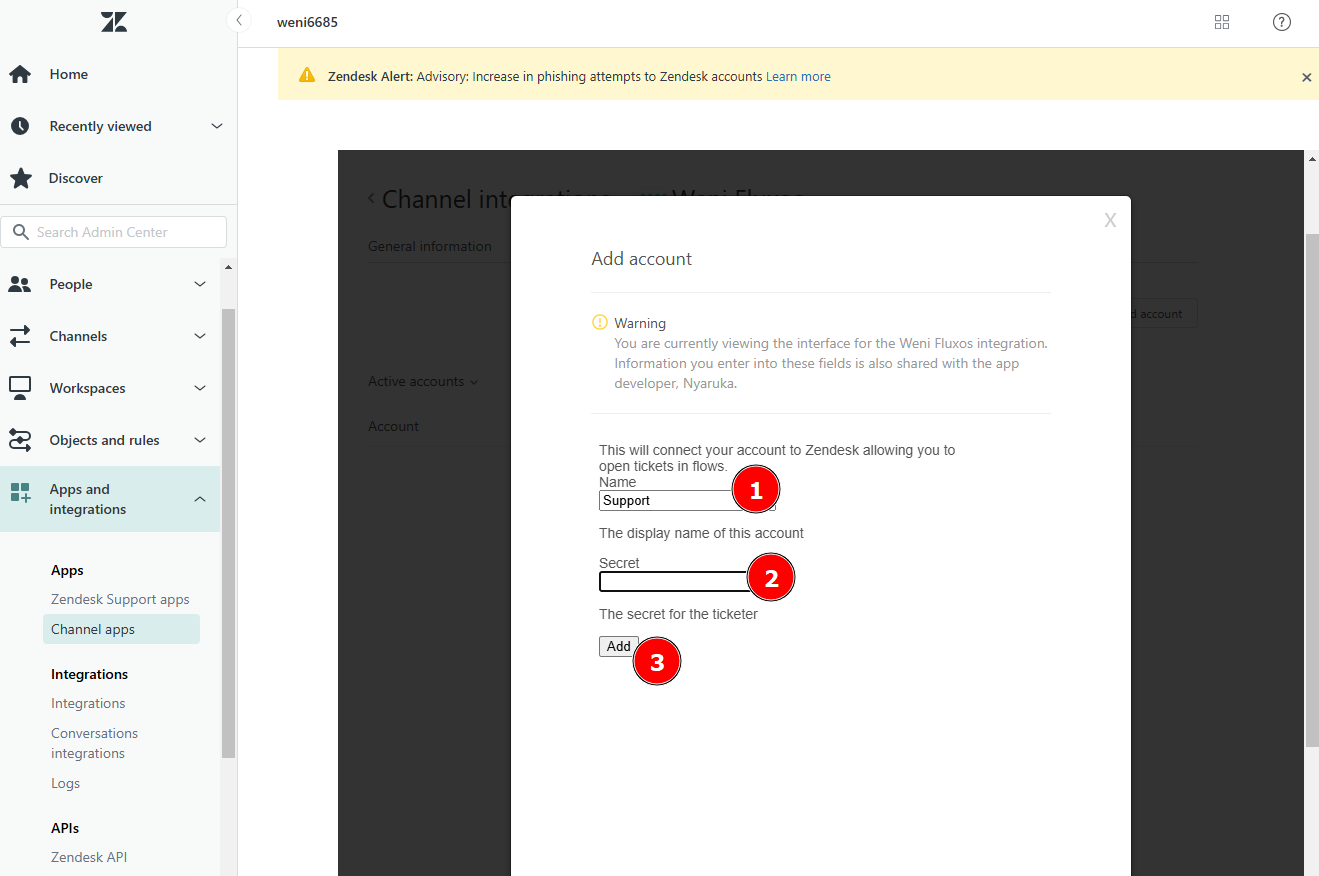 weni6685
Home
Recently viewed
Discover
Search Admin Center
People
Channels
Workspaces
Objects and rules
Apps and
integrations
Apps
Zendesk Support apps
Channel apps
Integrations
Integrations
Conversations
integrations
Logs
APIs
Zendesk API
Zendesk Alert: Advisory: Increase in phishing attempts to Zendesk accounts Learn more
Channel integrations Weni Fluxos
General information
d account
Active accounts
Account
X
Add account
Warning
You are currently viewing the interface for the Weni Fluxos integration.
Information you enter into these fields is also shared with the app
developer, Nyaruka.
This will connect your account to Zendesk allowing you to
open tickets in flows.
Name
Support
1
The display name of this account
Secret
2
The secret for the ticketer
Add
3